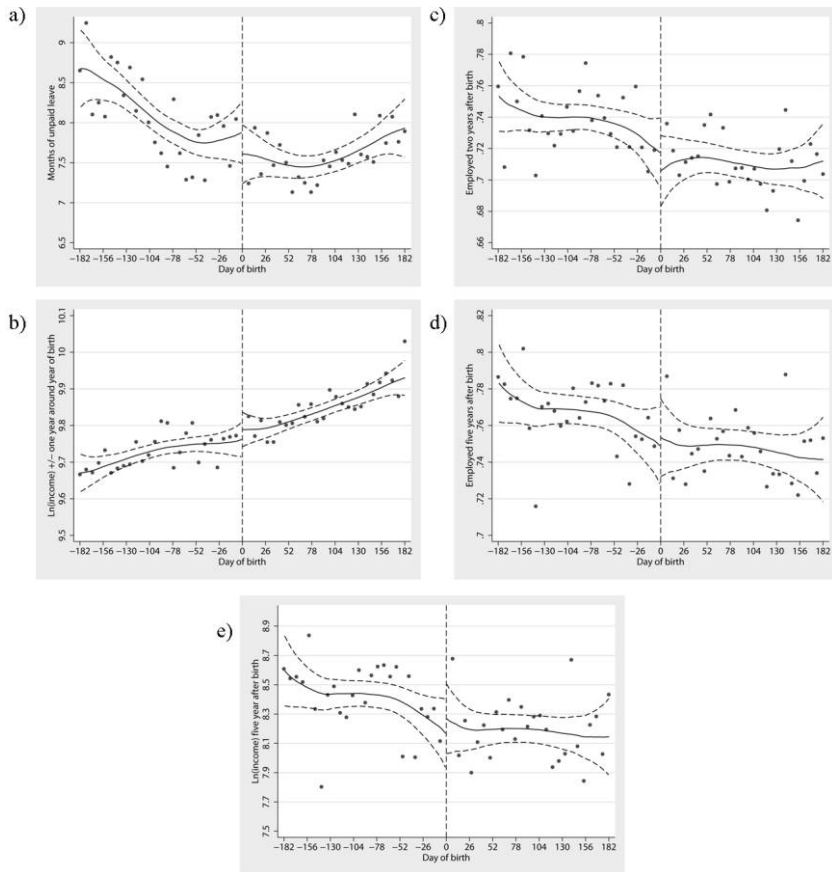 a)
Months of unpaid leave
9
8.5
8
7.5
7
6.5
−182 −156 −130 −104 −78 −52 −26 0 26 52 78 104 130 156 182
Day of birth
c)
Employed two years after birth
.8
.78
.76
.74
.72
.7
.68
.66
−182 −156 −130 −104 −78 −52 −26 0 26 52 78 104 130 156 182
Day of birth
b)
Ln(income) +/− one year around year of birth
10.1
10.0
9.9
9.8
9.7
9.6
9.5
−182 −156 −130 −104 −78 −52 −26 0 26 52 78 104 130 156 182
Day of birth
d)
Employed five years after birth
.82
.8
.78
.76
.74
.72
.7
−182 −156 −130 −104 −78 −52 −26 0 26 52 78 104 130 156 182
Day of birth
e)
Ln(income) five year after birth
8.9
8.7
8.5
8.3
8.1
7.9
7.7
7.5
−182 −156 −130 −104 −78 −52 −26 0 26 52 78 104 130 156 182
Day of birth